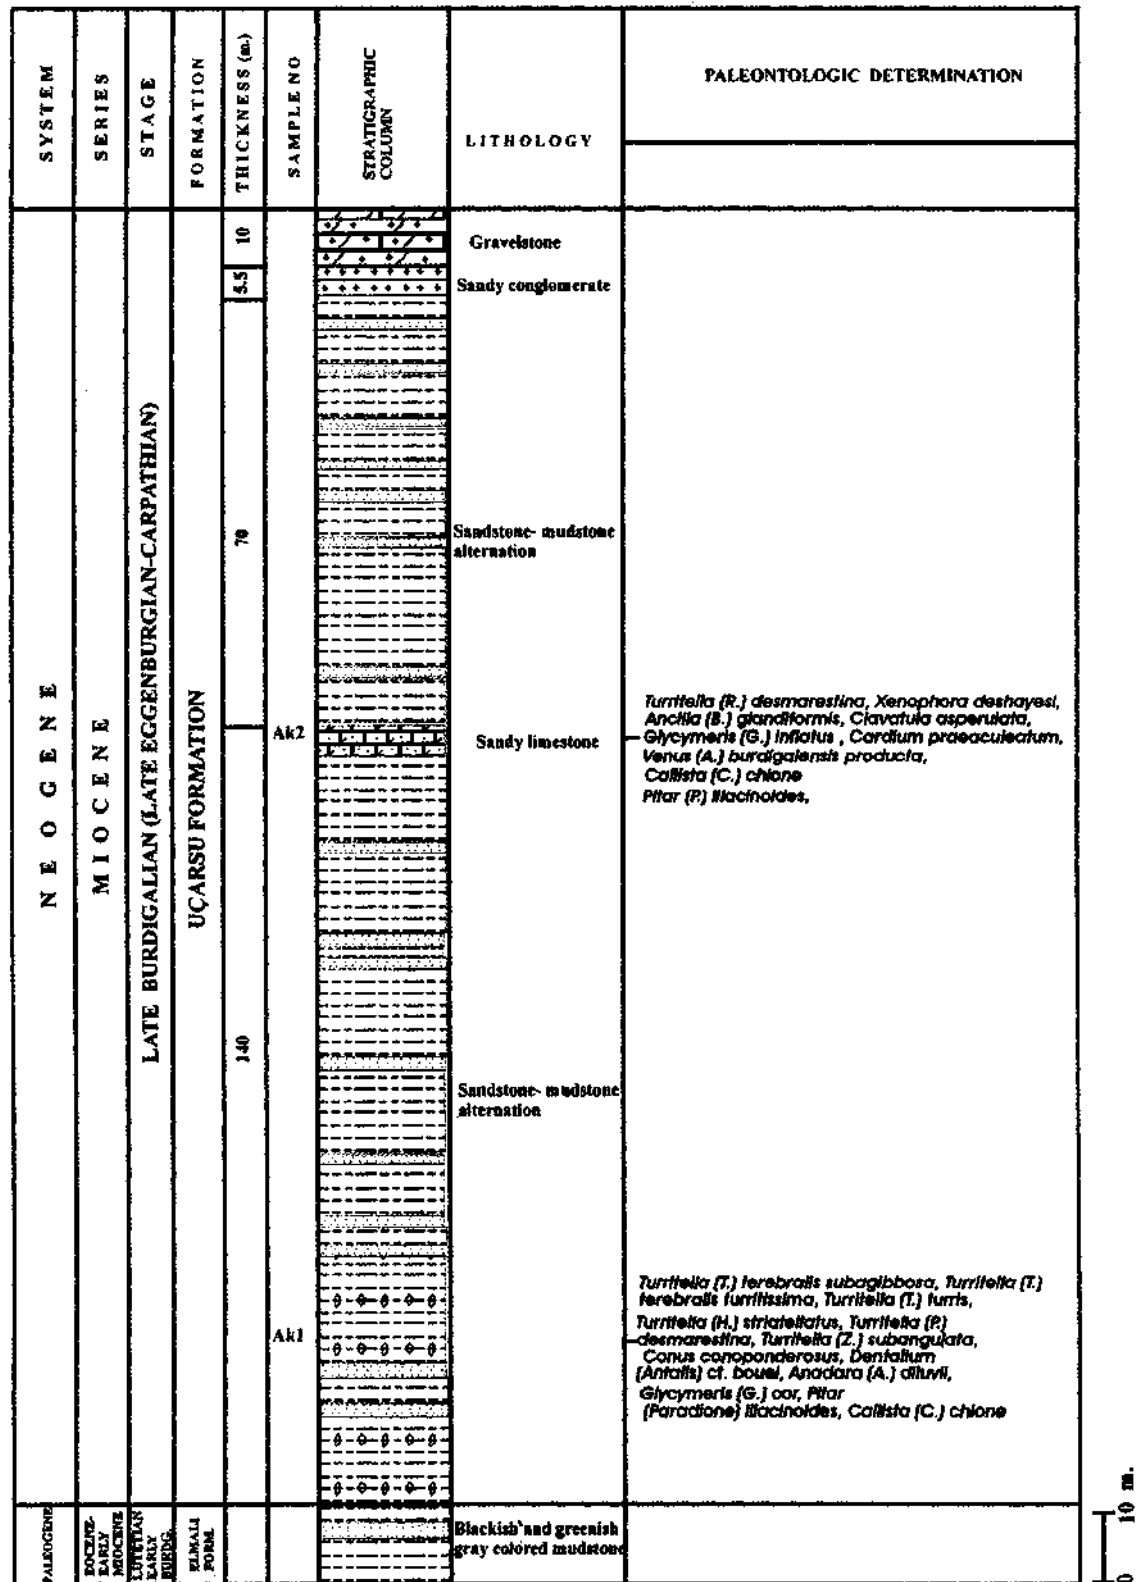 SYSTEM
SERIES
STAGE
FORMATION
THICKNESS (m.)
SAMPLE NO
STRATIGRAPHIC
COLUMN
LITHOLOGY
PALEONTOLOGIC DETERMINATION
NEOGENE
MIOCENE
LATE BURDIGALIAN (LATE EGGENBURGIAN-CARPATHIAN)
UÇARSU FORMATION
10
Gravelstone
5.5
Sandy conglomerate
70
Sandstone- mudstone
alternation
Ak2
Sandy limestone
Turritella (R.) desmarestina, Xenophora deshayesi,
Ancilla (B.) glandiformis, Clavatula asperulata,
Glycymeris (G.) inflatus , Cardium praeaculeatum,
Venus (A.) burdigalensis producta,
Callista (C.) chione
Pitar (P.) lilacinoides,
140
Sandstone- mudstone
alternation
Ak1
Turritella (T.) terebralis subagibbosa, Turritella (T.)
terebralis turritissima, Turritella (T.) turris,
Turritella (H.) striatellatus, Turritella (P.)
desmarestina, Turritella (Z.) subangulata,
Conus conoponderosus, Dentalium
(Antalis) cf. bouei, Anadara (A.) diluvii,
Glycymeris (G.) cor, Pitar
(Paradione) lilacinoides, Callista (C.) chione
PALEOGENE
EOCENE-
EARLY
MIOCENE
LUTETIAN
EARLY
BURDG.
ELMALI
FORM.
Blackish and greenish
gray colored mudstone
10 m.
0